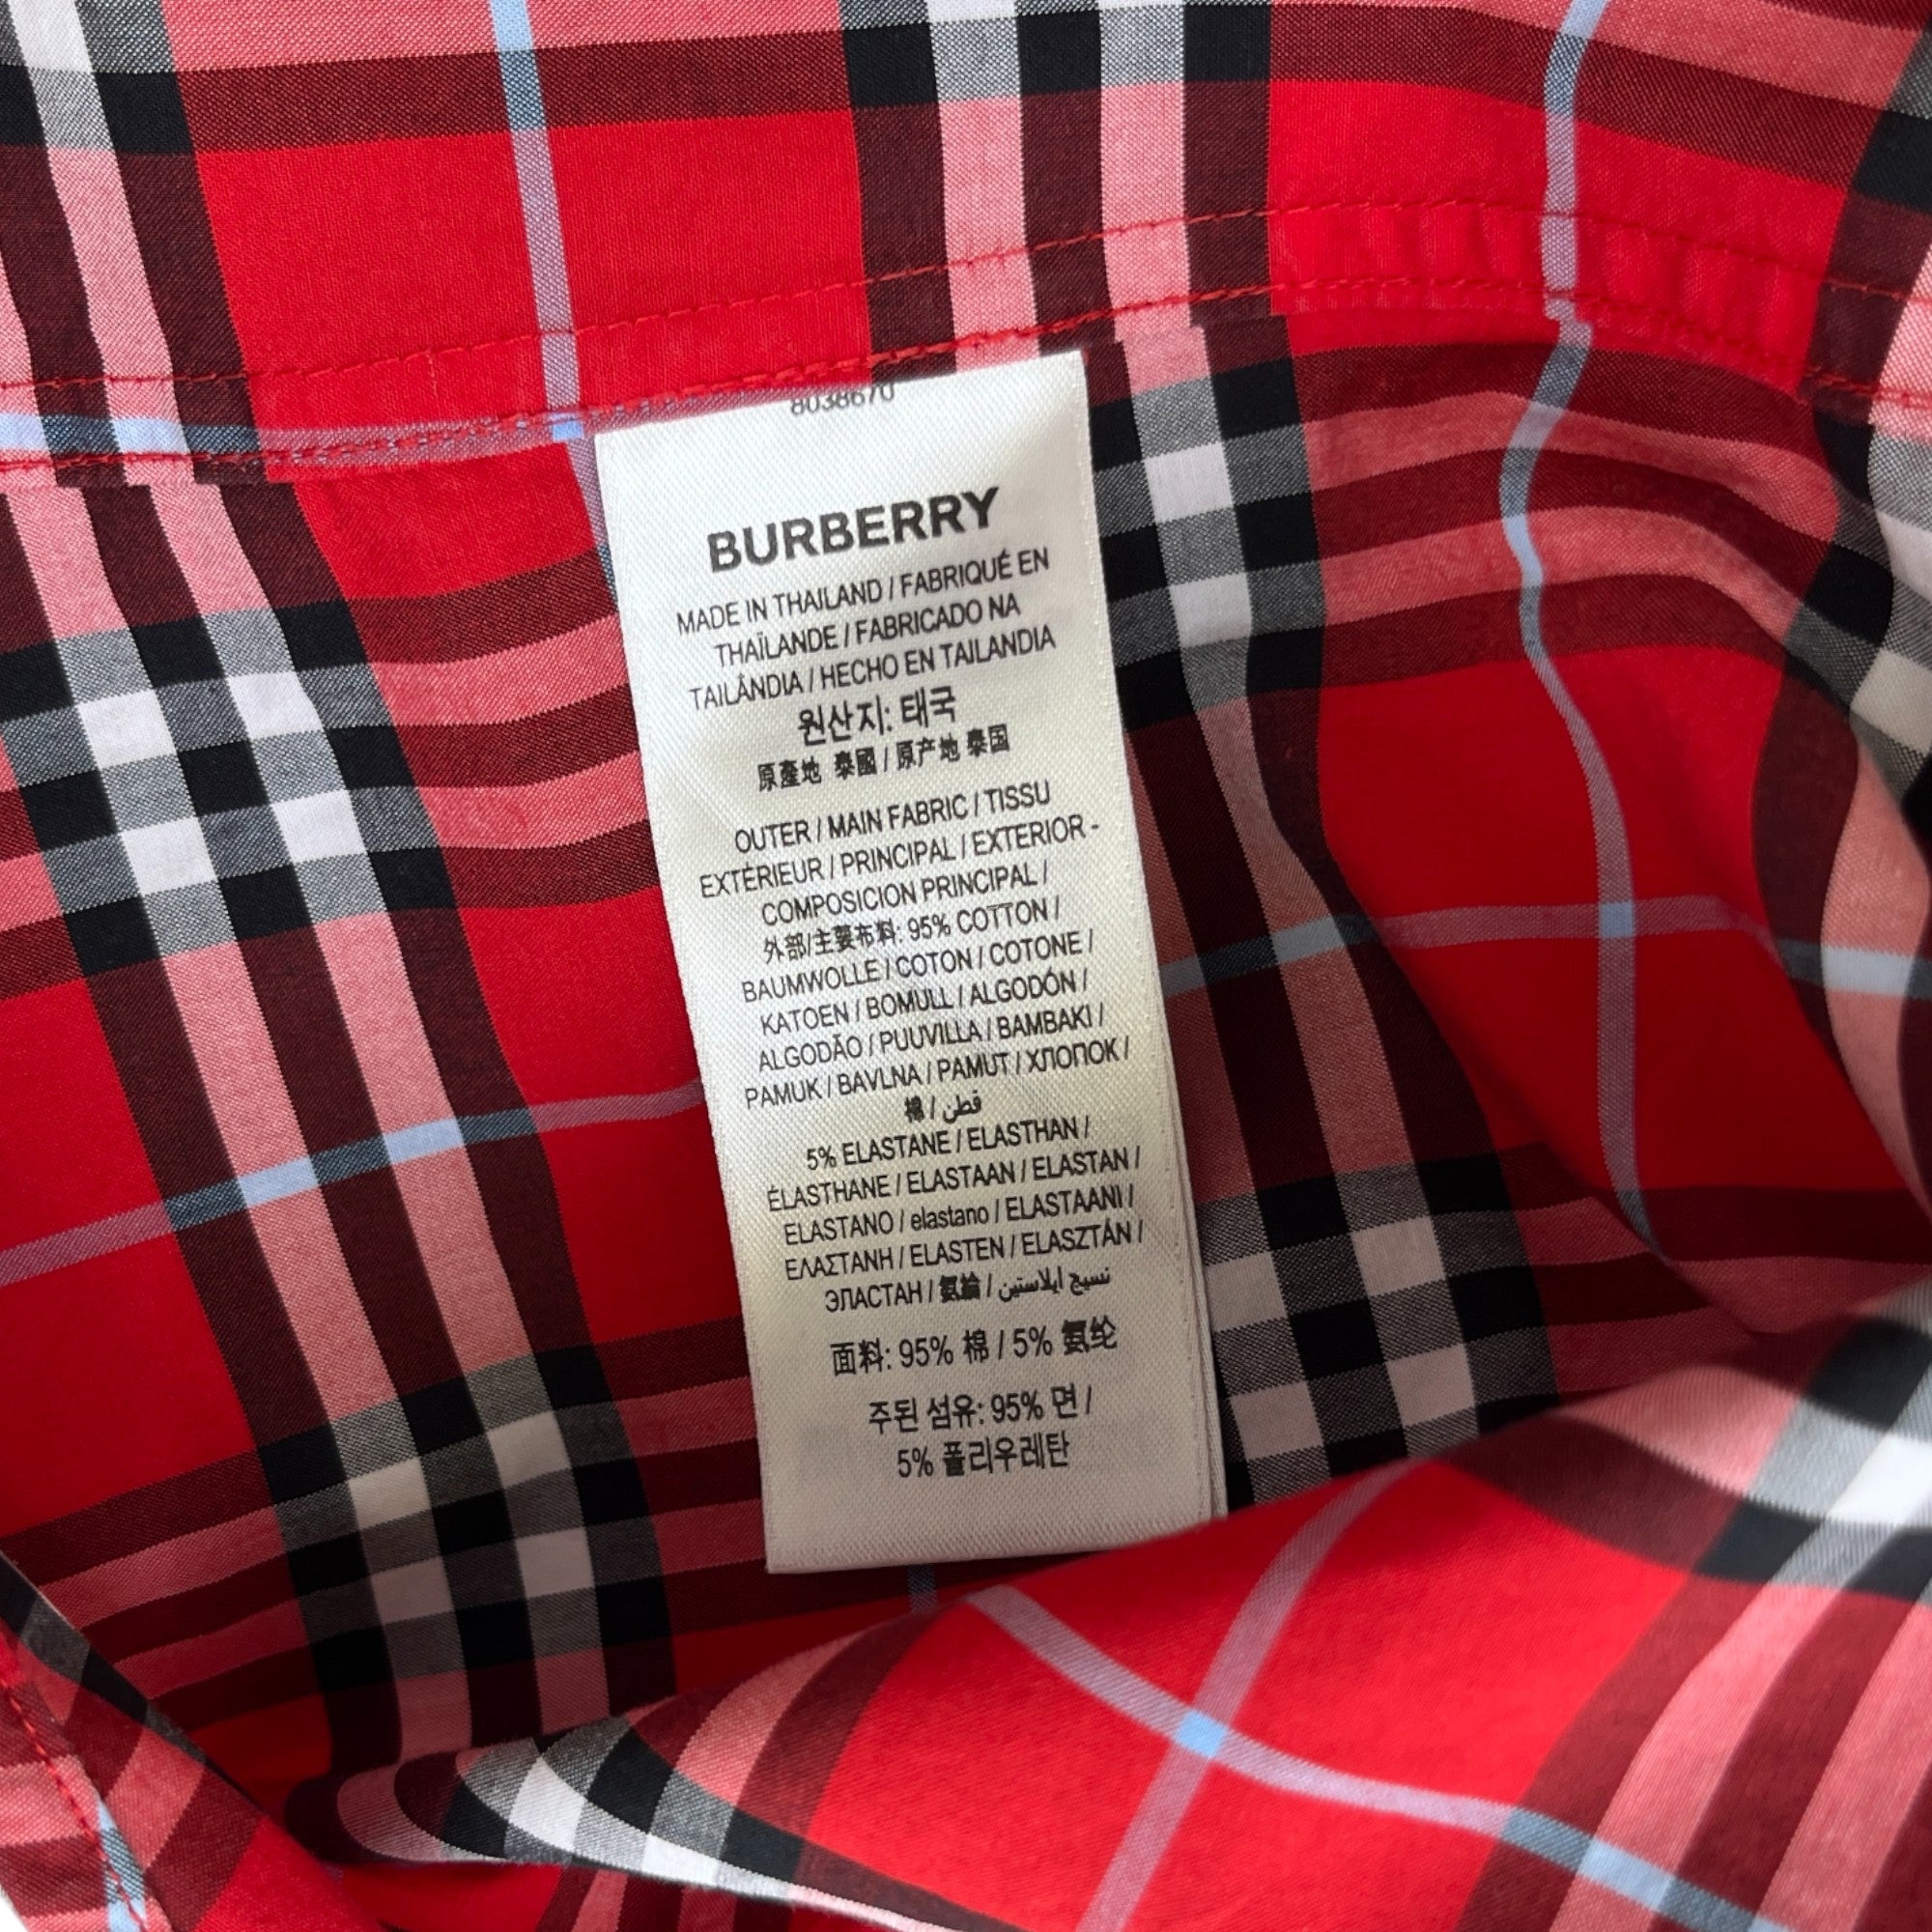 8038670
BURBERRY
MADE IN THAILAND / FABRIQUÉ EN
THAÏLANDE / FABRICADO NA
TAILÂNDIA / HECHO EN TAILANDIA
원산지: 태국
原產地 泰國 / 原产地 泰国
OUTER / MAIN FABRIC / TISSU
EXTÉRIEUR / PRINCIPAL / EXTERIOR -
COMPOSICION PRINCIPAL /
外部/主要布料: 95% COTTON /
BAUMWOLLE / COTON / COTONE /
KATOEN / BOMULL / ALGODÓN /
ALGODÃO / PUUVILLA / BAMBAKI /
PAMUK / BAVLNA / PAMUT / ХЛОПОК /
棉 / قطن
5% ELASTANE / ELASTHAN /
ÉLASTHANE / ELASTAAN / ELASTAN /
ELASTANO / elastano / ELASTAANI /
ΕΛΑΣΤΑΝΗ / ELASTEN / ELASZTÁN /
ЭЛАСТАН / 氨綸 / نسيج ايلاستين
面料: 95% 棉 / 5% 氨纶
주된 섬유: 95% 면 /
5% 폴리우레탄